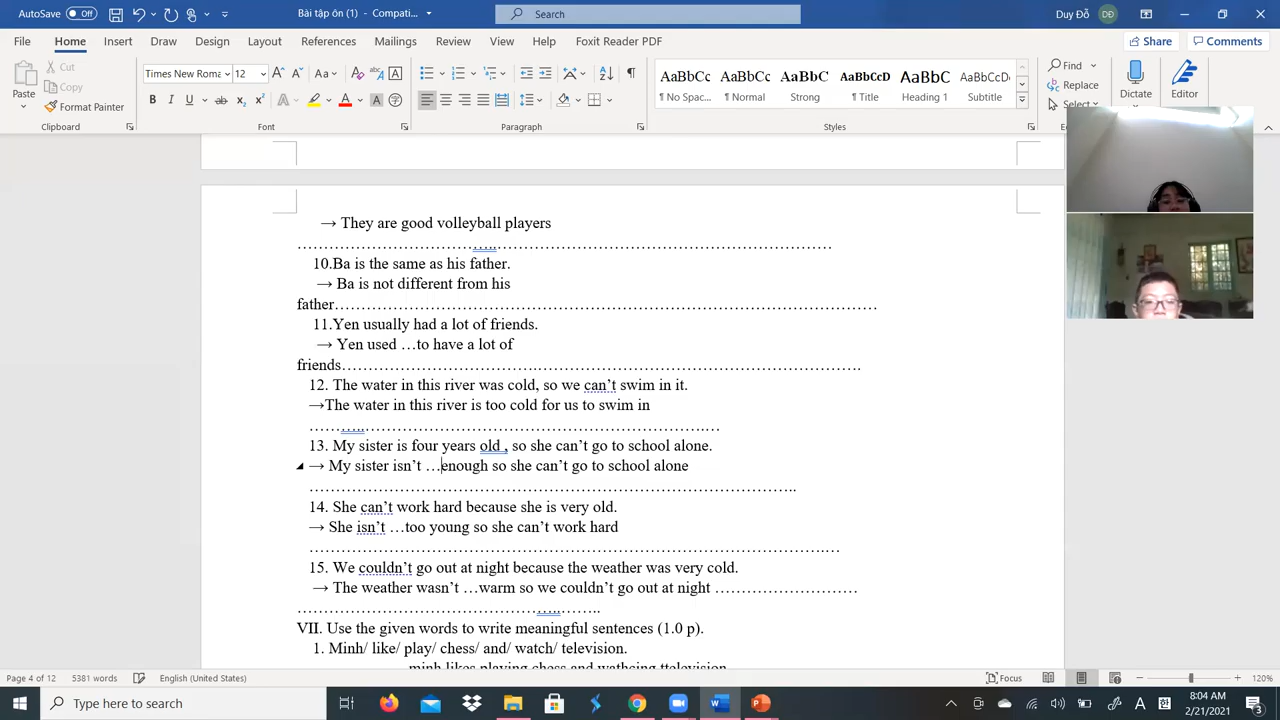 AutoSave Off Bài tập ôn (1) - Compati... Search Duy Đỗ DĐ
File Home Insert Draw Design Layout References Mailings Review View Help Foxit Reader PDF Share Comments
Paste Cut Copy Format Painter Times New Roma 12 AaBbCc AaBbCc AaBbC AaBbCcD AaBbC AaBbCcD Find Replace Select Dictate Editor
¶ No Spac... ¶ Normal Strong ¶ Title Heading 1 Subtitle
Clipboard Font Paragraph Styles
→ They are good volleyball players
……………………………..…..………………………………………………………
10.Ba is the same as his father.
→ Ba is not different from his
father…………………………………………………………………………………………
11.Yen usually had a lot of friends.
→ Yen used …to have a lot of
friends……………………………….…………………………………………………….
12. The water in this river was cold, so we can’t swim in it.
→The water in this river is too cold for us to swim in
……..…..……………………………………………………….…
13. My sister is four years old , so she can’t go to school alone.
→ My sister isn’t …enough so she can’t go to school alone
………………………………………………………………………………..
14. She can’t work hard because she is very old.
→ She isn’t …too young so she can’t work hard
…………………………………………………………………………………….…
15. We couldn’t go out at night because the weather was very cold.
→ The weather wasn’t …warm so we couldn’t go out at night ………………………
………………………………………..…..……..
VII. Use the given words to write meaningful sentences (1.0 p).
1. Minh/ like/ play/ chess/ and/ watch/ television.
minh likes playing chess and wathcing ttelevision
Page 4 of 12 5381 words English (United States) Focus 120%
Type here to search 8:04 AM
2/21/2021